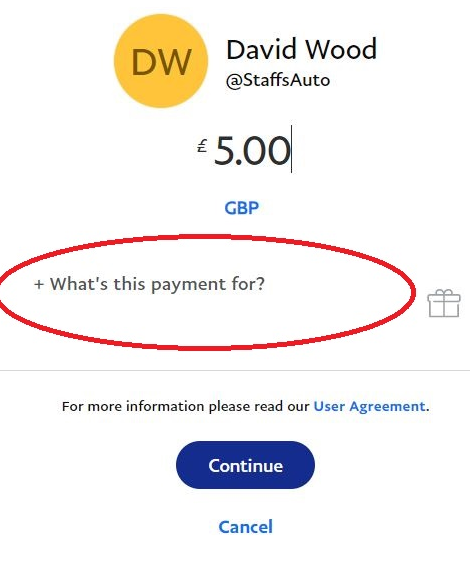 DW
David Wood
@StaffsAuto
£ 5.00
GBP
+ What's this payment for?
For more information please read our User Agreement.
Continue
Cancel